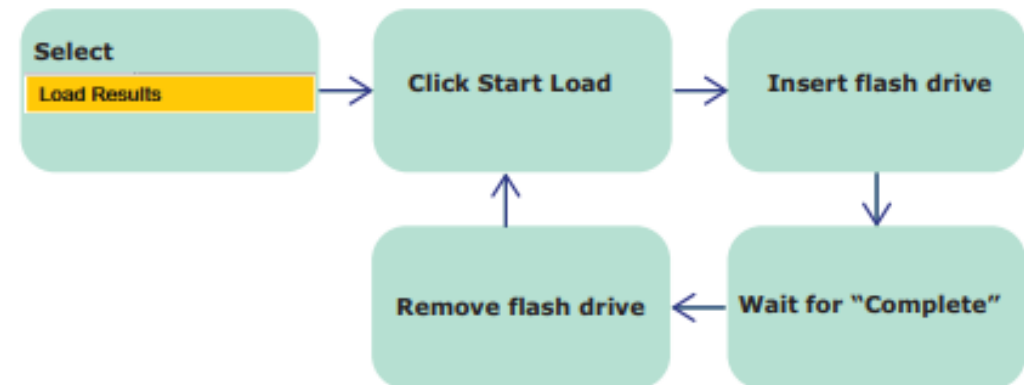 Select
Load Results
Click Start Load
Insert flash drive
Wait for “Complete”
Remove flash drive